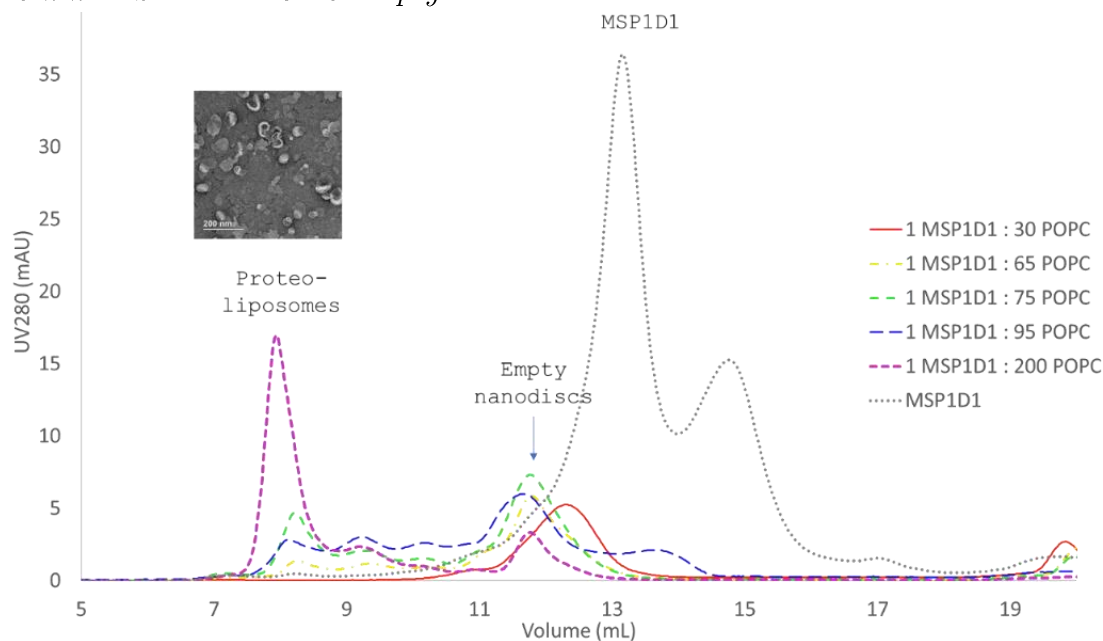 MSP1D1
35
30
25
20
15
10
5
0
UV280 (mAU)
200 nm
Proteo-
liposomes
Empty
nanodiscs
1 MSP1D1 : 30 POPC
1 MSP1D1 : 65 POPC
1 MSP1D1 : 75 POPC
1 MSP1D1 : 95 POPC
1 MSP1D1 : 200 POPC
MSP1D1
5 7 9 11 13 15 17 19
Volume (mL)